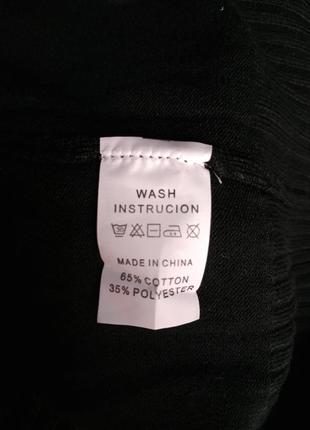 WASH
INSTRUCION
MADE IN CHINA
65% COTTON
35% POLYESTER